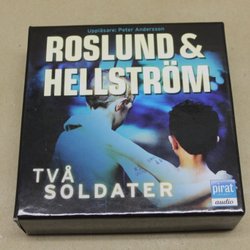 Uppläsare: Peter Andersson
ROSLUND &
HELLSTRÖM
TVÅ
SOLDATER
pirat
audio